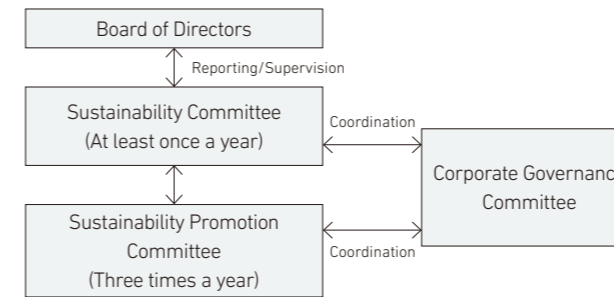 Board of Directors
Reporting/Supervision
Sustainability Committee
(At least once a year)
Coordination
Corporate Governanc
Committee
Sustainability Promotion
Committee
(Three times a year)
Coordination